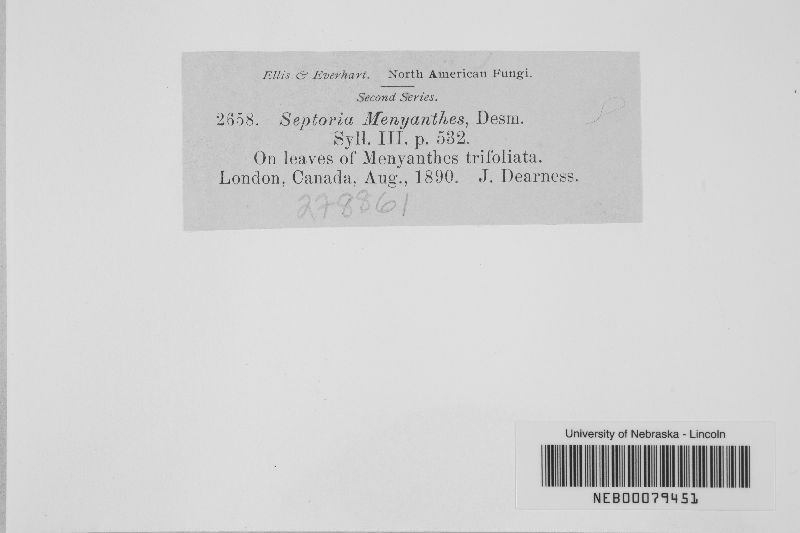 Ellis & Everhart. North American Fungi.
Second Series.
2658. Septoria Menyanthes, Desm.
Syll. III, p. 532.
On leaves of Menyanthes trifoliata.
London, Canada, Aug., 1890. J. Dearness.
278861
University of Nebraska - Lincoln
NEB00079451